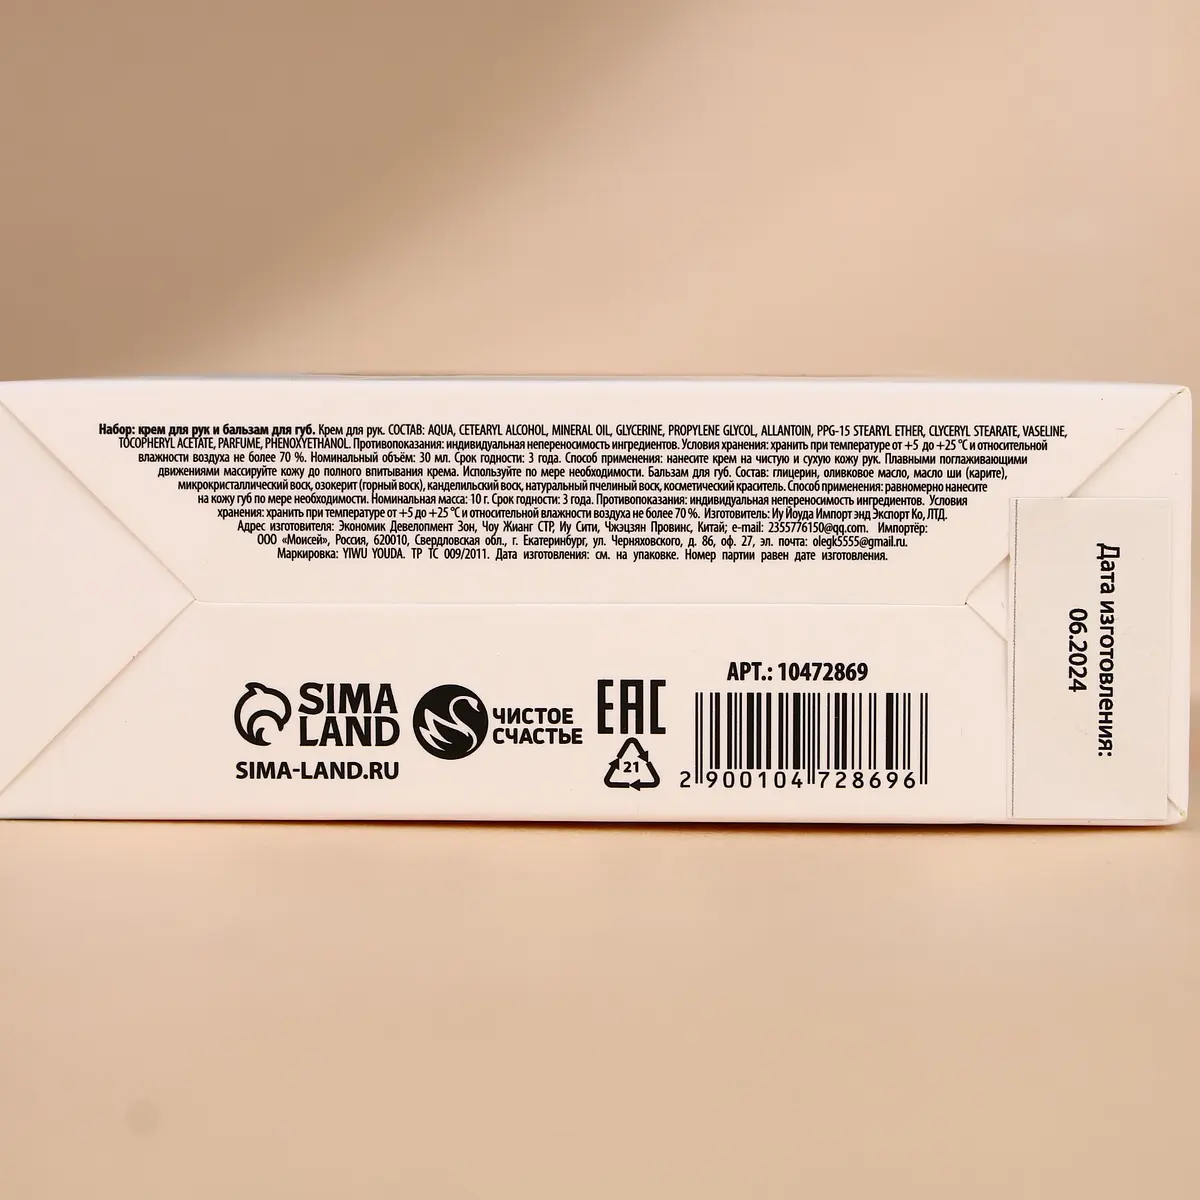 Набор: крем для рук и бальзам для губ. Крем для рук. СОСТАВ: AQUA, CETEARYL ALCOHOL, MINERAL OIL, GLYCERINE, PROPYLENE GLYCOL, ALLANTOIN, PPG-15 STEARYL ETHER, GLYCERYL STEARATE, VASELINE,
TOCOPHERYL ACETATE, PARFUME, PHENOXYETHANOL. Противопоказания: индивидуальная непереносимость ингредиентов. Условия хранения: хранить при температуре от +5 до +25 °C и относительной
влажности воздуха не более 70 %. Номинальный объём: 30 мл. Срок годности: 3 года. Способ применения: нанесите крем на чистую и сухую кожу рук. Плавными поглаживающими
движениями массируйте кожу до полного впитывания крема. Используйте по мере необходимости. Бальзам для губ. Состав: глицерин, оливковое масло, масло ши (карите),
микрокристаллический воск, озокерит (горный воск), канделильский воск, натуральный пчелиный воск, косметический краситель. Способ применения: равномерно нанесите
на кожу губ по мере необходимости. Номинальная масса: 10 г. Срок годности: 3 года. Противопоказания: индивидуальная непереносимость ингредиентов. Условия
хранения: хранить при температуре от +5 до +25 °C и относительной влажности воздуха не более 70 %. Изготовитель: Иу Йоуда Импорт энд Экспорт Ко, ЛТД.
Адрес изготовителя: Экономик Девелопмент Зон, Чоу Жианг СТР, Иу Сити, Чжэцзян Провинс, Китай; e-mail: 2355776150@qq.com. Импортёр:
ООО «Моисей», Россия, 620010, Свердловская обл., г. Екатеринбург, ул. Черняховского, д. 86, оф. 27, эл. почта: olegk5555@gmail.ru.
Маркировка: YIWU YOUDA. ТР ТС 009/2011. Дата изготовления: см. на упаковке. Номер партии равен дате изготовления.
SIMA
LAND
SIMA-LAND.RU
ЧИСТОЕ
СЧАСТЬЕ
EAC
21
АРТ.: 10472869
2 900104 728696
Дата изготовления:
06.2024